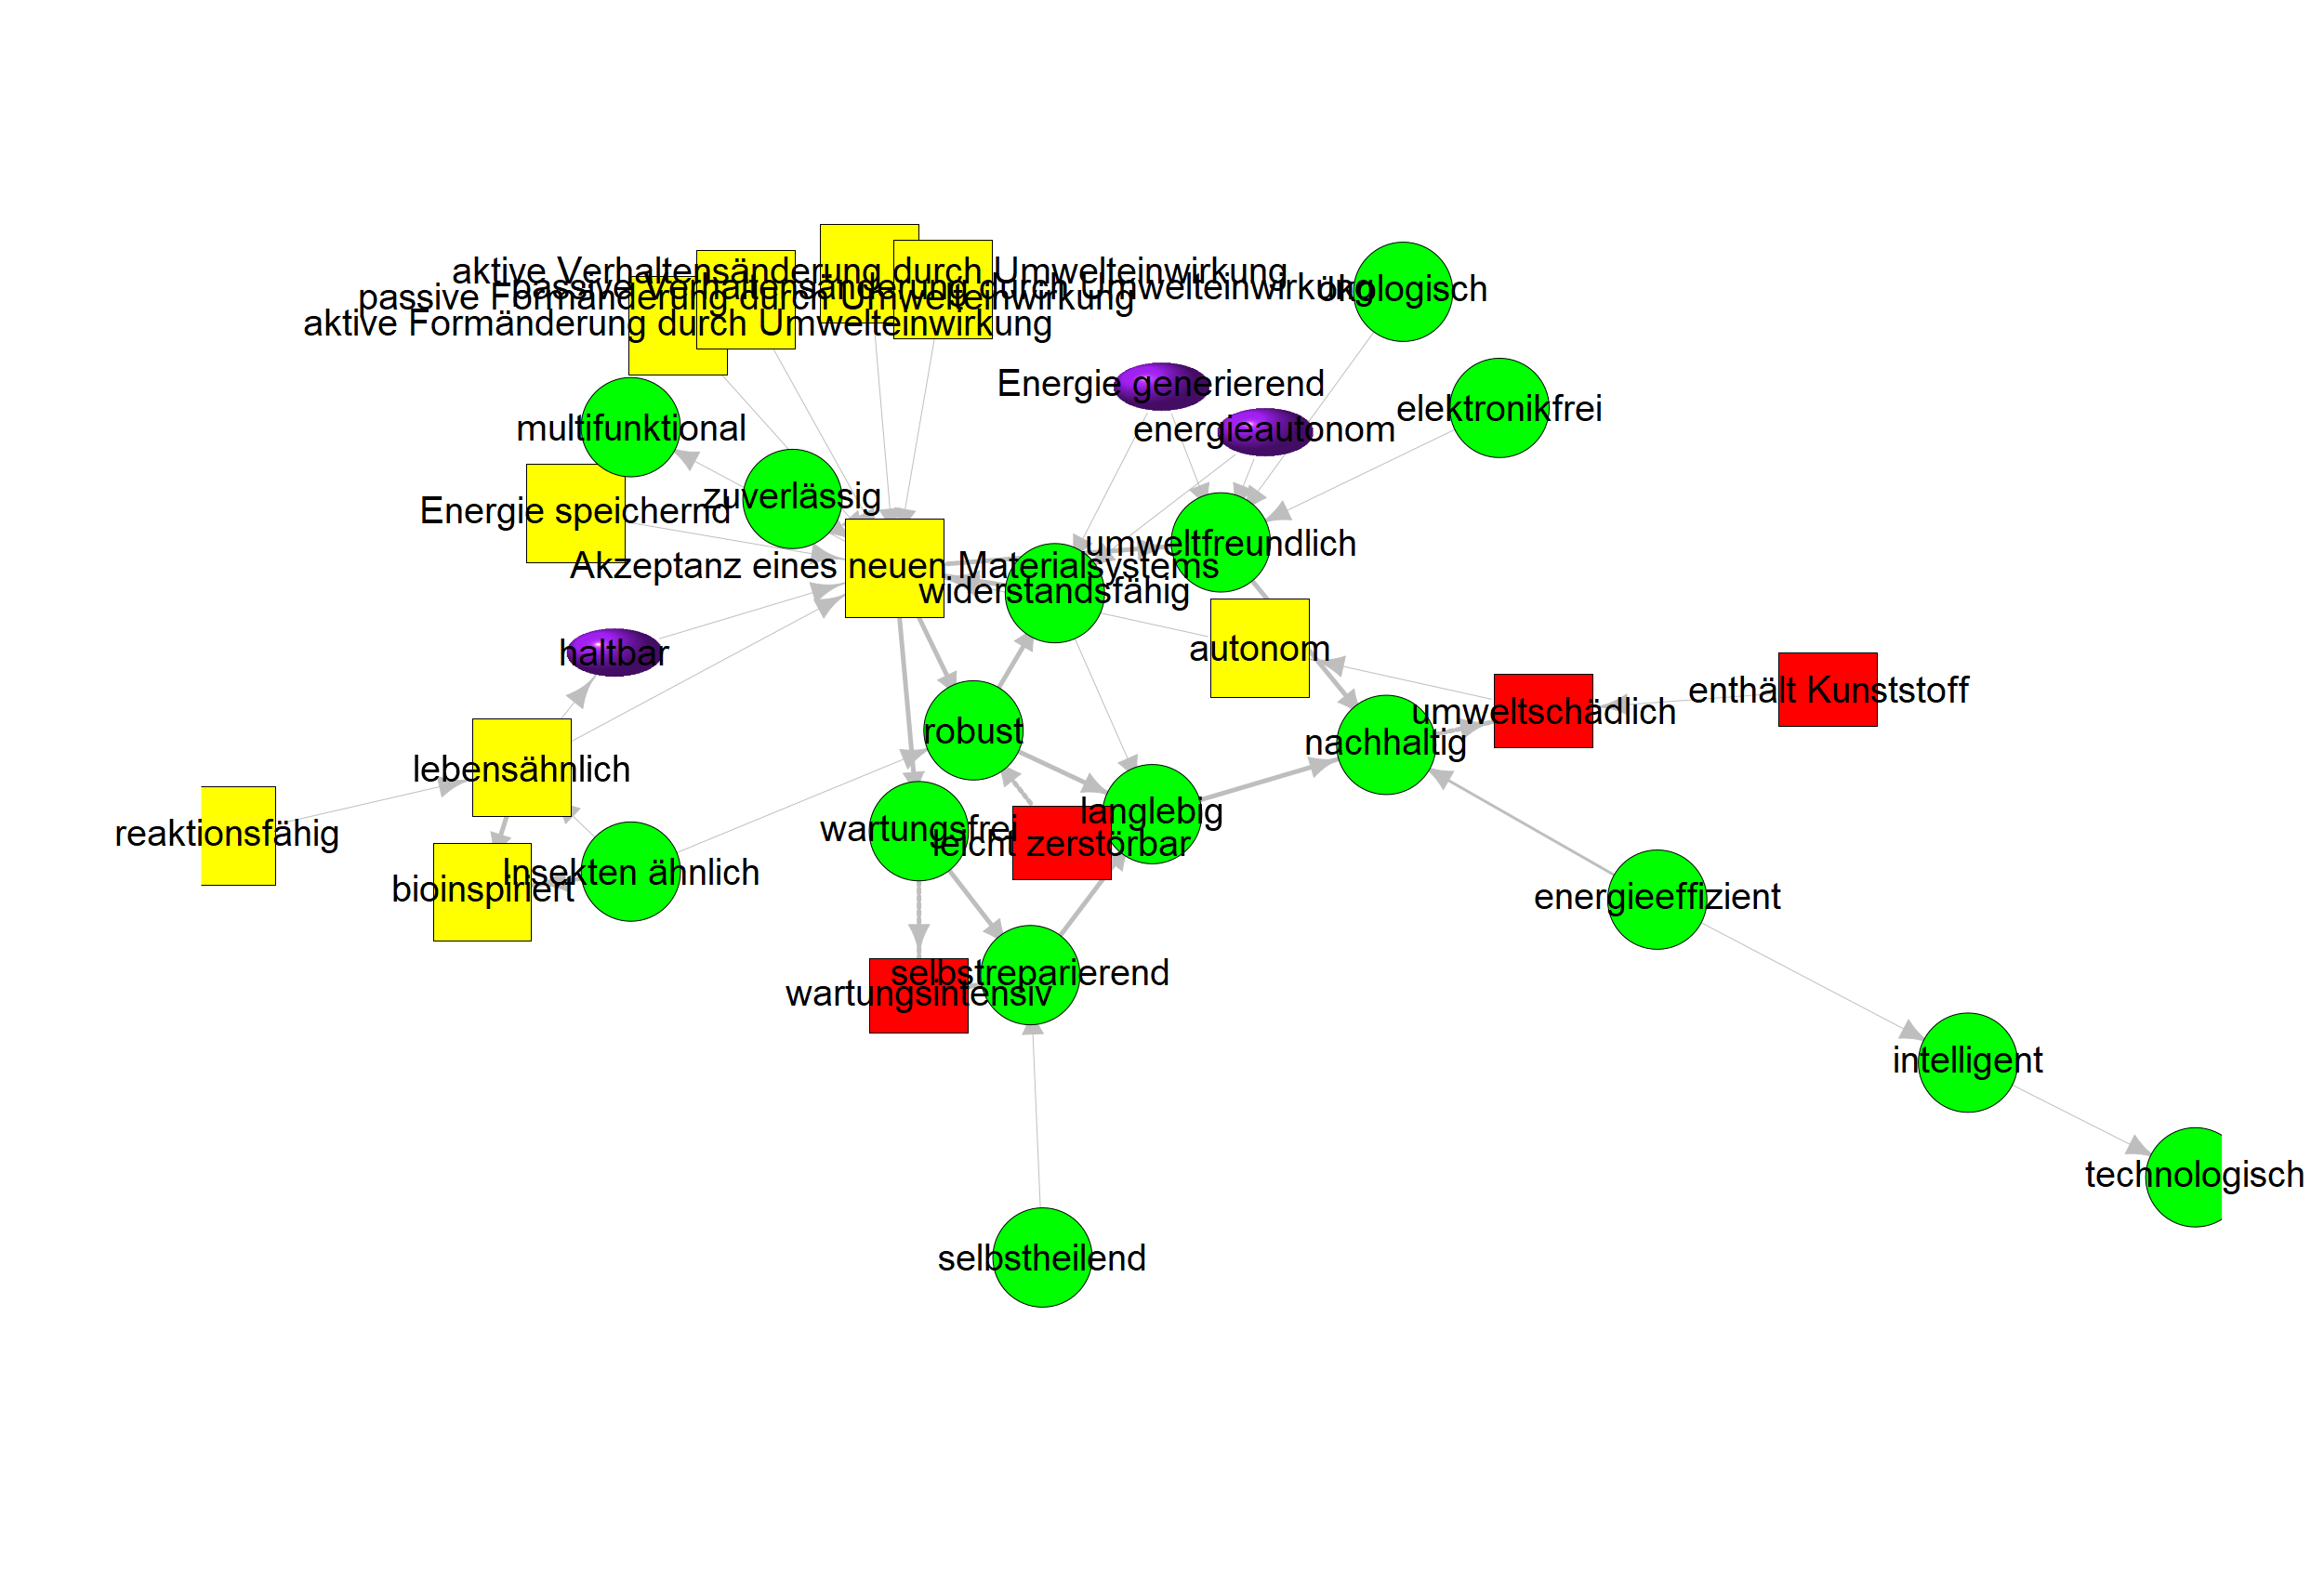 aktive Verhaltensänderung durch Umwelteinwirkung
passive Verhaltensänderung durch Umwelteinwirkung
ökologisch
passive Formänderung durch Umwelteinwirkung
aktive Formänderung durch Umwelteinwirkung
Energie generierend
elektronikfrei
multifunktional
energieautonom
zuverlässig
Energie speichernd
umweltfreundlich
Akzeptanz eines neuen Materialsystems
widerstandsfähig
autonom
haltbar
enthält Kunststoff
umweltschädlich
robust
nachhaltig
lebensähnlich
langlebig
wartungsfrei
reaktionsfähig
leicht zerstörbar
Insekten ähnlich
bioinspiriert
energieeffizient
selbstreparierend
wartungsintensiv
intelligent
technologisch
selbstheilend